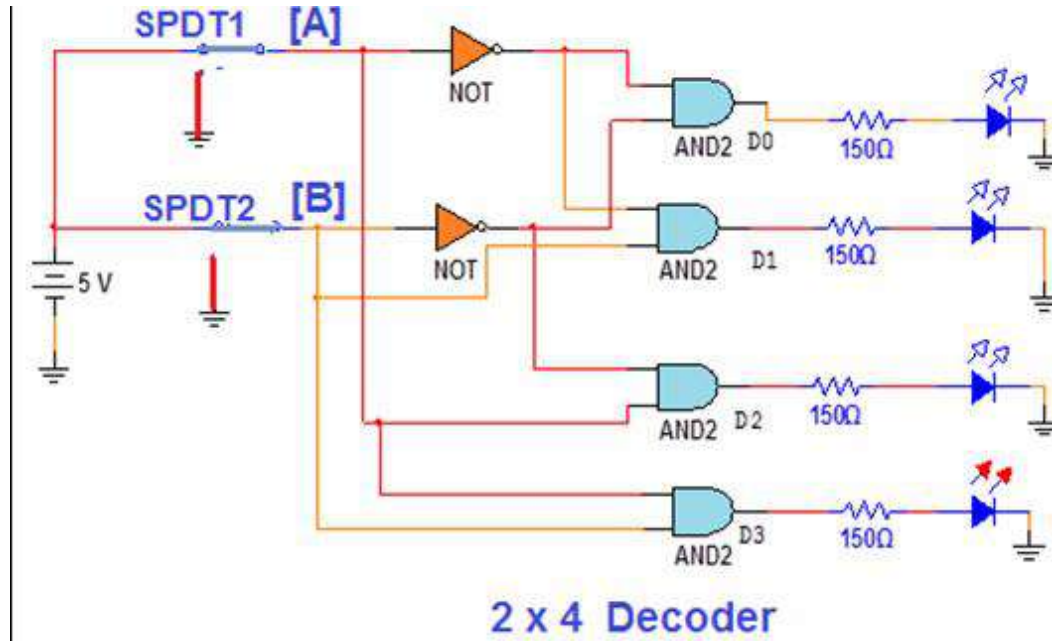 SPDT1 [A]
NOT
AND2 D0
150Ω
SPDT2 [B]
NOT
AND2 D1
150Ω
5 V
AND2 D2
150Ω
AND2 D3
150Ω
2 x 4 Decoder